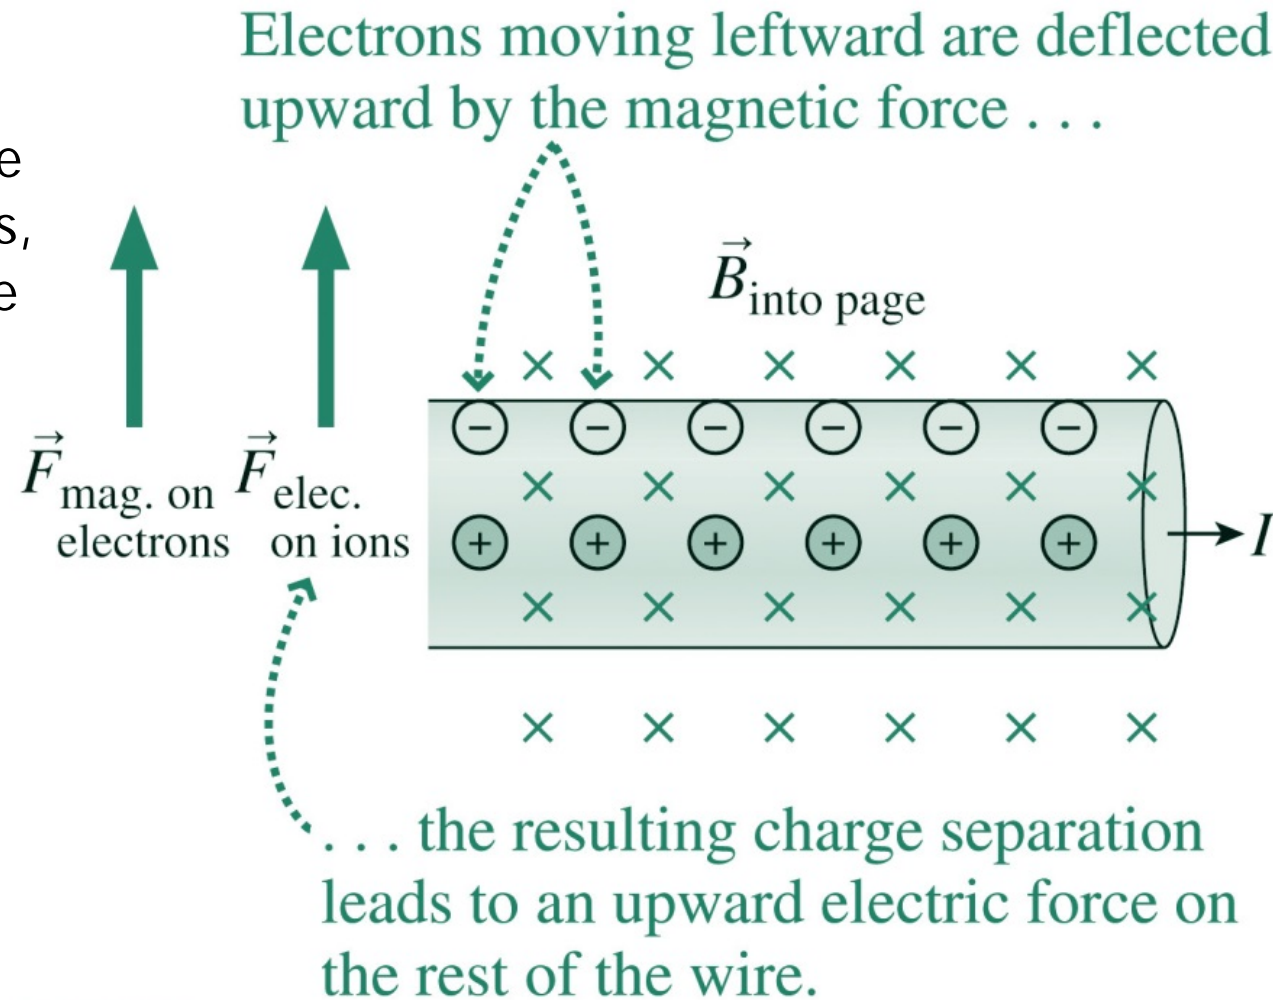 Electrons moving leftward are deflected
upward by the magnetic force . . .
e
s,
e
B into page
F mag. on electrons
F elec. on ions
I
. . . the resulting charge separation
leads to an upward electric force on
the rest of the wire.